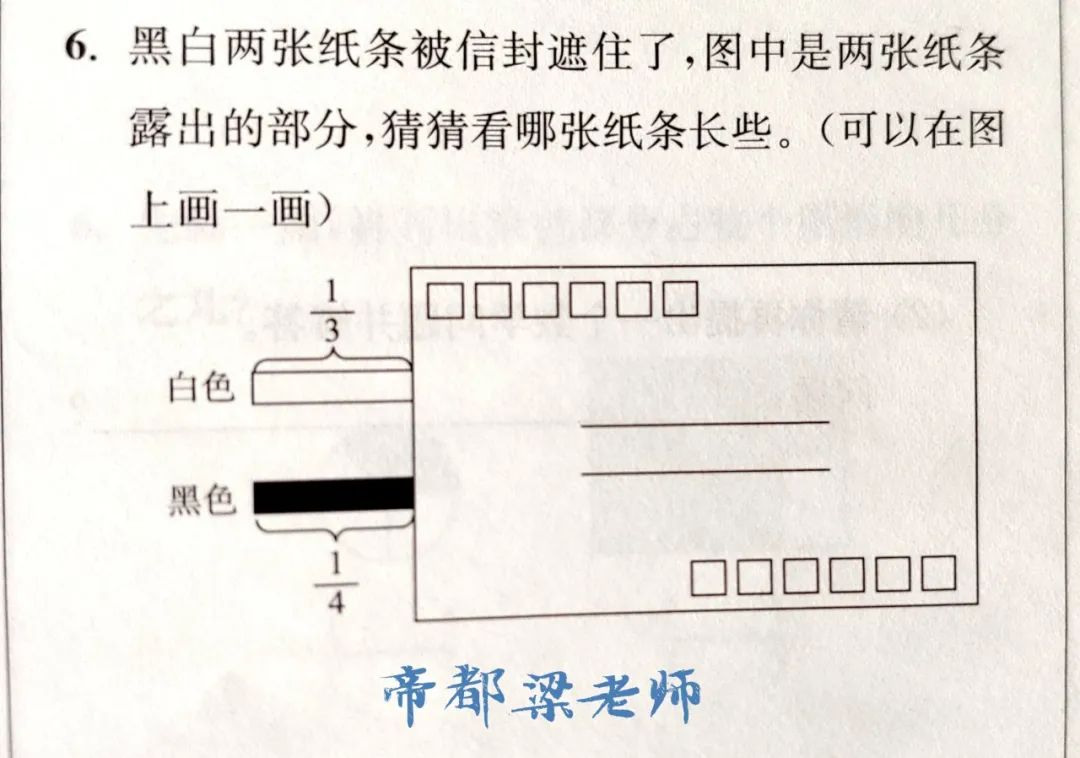 6. 黑白两张纸条被信封遮住了,图中是两张纸条
露出的部分,猜猜看哪张纸条长些。(可以在图
上画一画)
1
3
白色
黑色
1
4
帝都梁老师